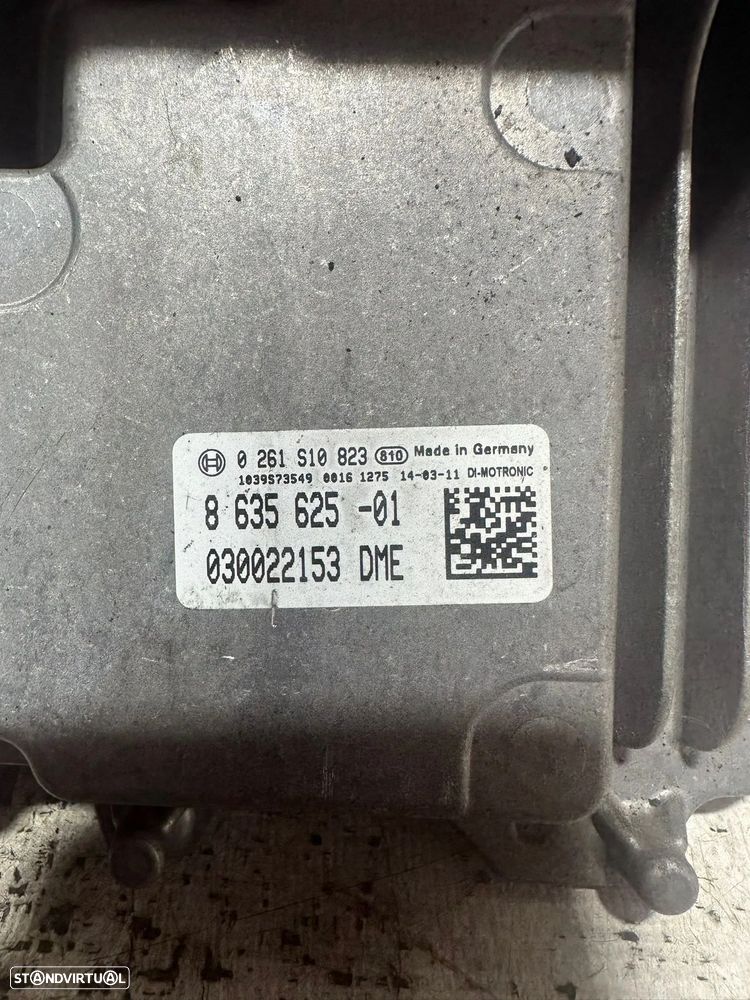 0 261 S10 823 810 Made in Germany
1039S73549 0016 1275 14-03-11 DI-MOTRONIC
8 635 625 -01
030022153 DME
STANDVIRTUAL